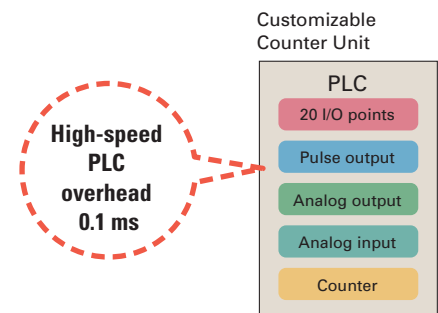 Customizable
Counter Unit
PLC
20 I/O points
Pulse output
Analog output
Analog input
Counter
High-speed
PLC
overhead
0.1 ms